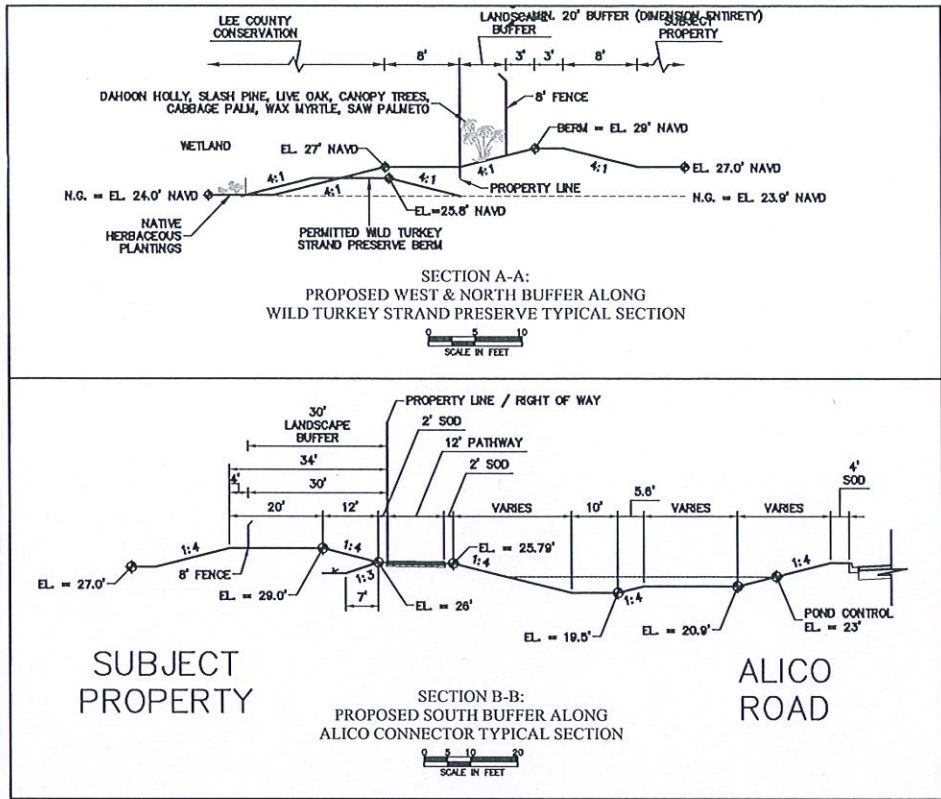 LEE COUNTY
CONSERVATION
LANDSCAPE
BUFFER
MIN. 20' BUFFER (DIMENSION ENTIRETY)
SUBJECT
PROPERTY
8'
3'
3'
8'
DAHOON HOLLY, SLASH PINE, LIVE OAK, CANOPY TREES,
CABBAGE PALM, WAX MYRTLE, SAW PALMETO
8' FENCE
BERM = EL. 29' NAVD
WETLAND
EL. 27' NAVD
4:1
4:1
4:1
4:1
4:1
EL. 27.0' NAVD
PROPERTY LINE
N.G. = EL. 24.0' NAVD
EL.=25.8' NAVD
N.G. = EL. 23.9' NAVD
NATIVE
HERBACEOUS
PLANTINGS
PERMITTED WILD TURKEY
STRAND PRESERVE BERM
SECTION A-A:
PROPOSED WEST & NORTH BUFFER ALONG
WILD TURKEY STRAND PRESERVE TYPICAL SECTION
0 5 10
SCALE IN FEET
PROPERTY LINE / RIGHT OF WAY
30'
LANDSCAPE
BUFFER
2' SOD
12' PATHWAY
2' SOD
34'
4'
30'
20'
12'
VARIES
10'
5.6'
VARIES
VARIES
4'
SOD
1:4
1:4
EL. = 25.79'
1:4
1:4
8' FENCE
1:3
7'
1:4
EL. = 27.0'
EL. = 29.0'
EL. = 26'
EL. = 19.5'
EL. = 20.9'
POND CONTROL
EL. = 23'
SUBJECT
PROPERTY
ALICO
ROAD
SECTION B-B:
PROPOSED SOUTH BUFFER ALONG
ALICO CONNECTOR TYPICAL SECTION
0 5 10 20
SCALE IN FEET